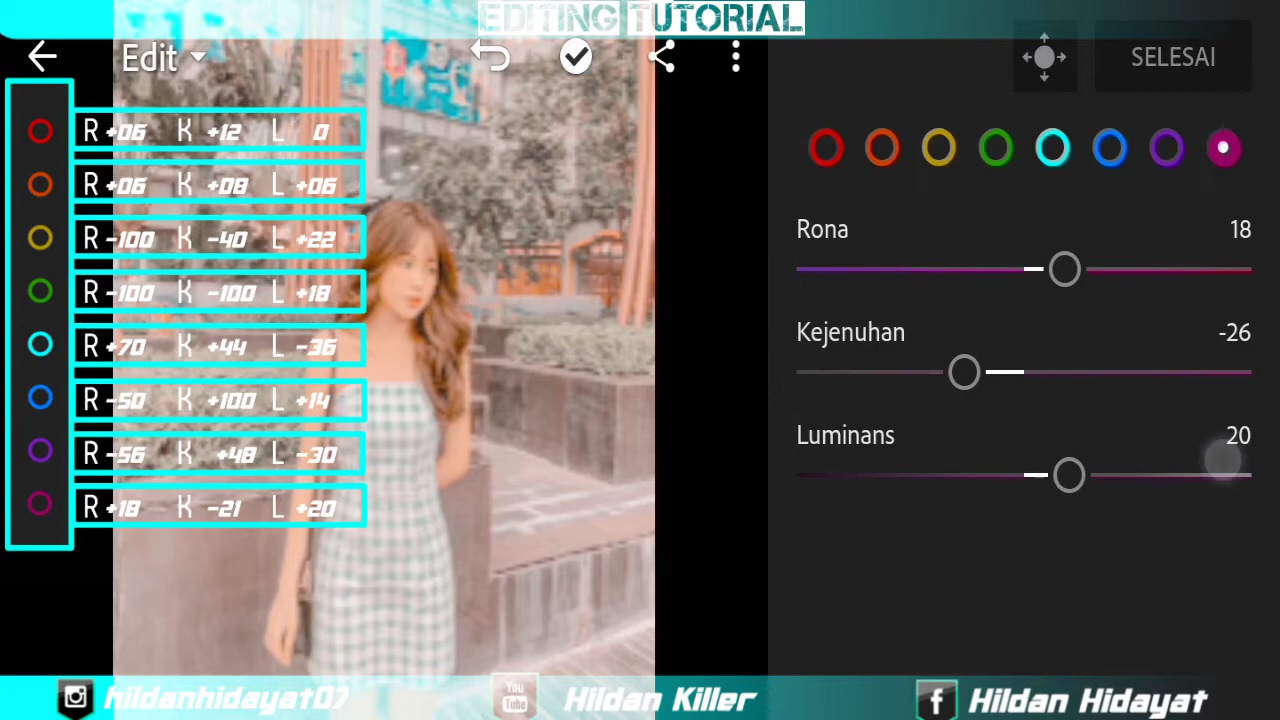 EDITING TUTORIAL
Edit
SELESAI
R +06 K +12 L 0
R +06 K +08 L +06
R -100 K -40 L +22
R -100 K -100 L +18
R +70 K +44 L -36
R -50 K +100 L +14
R -56 K +48 L -30
R +18 K -21 L +20
Rona 18
Kejenuhan -26
Luminans 20
hildanhidayat07
You Tube
Hildan Killer
Hildan Hidayat